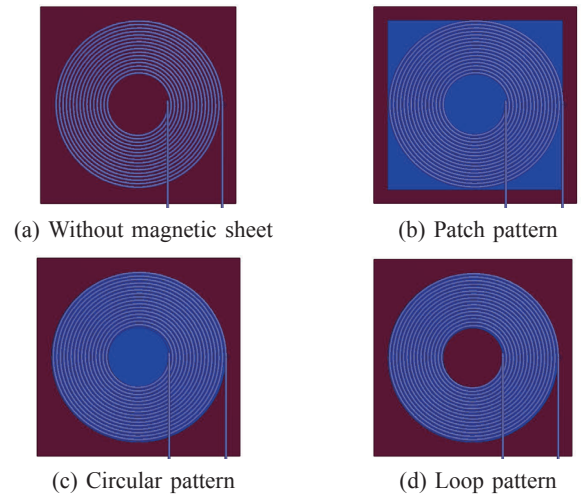 (a) Without magnetic sheet
(b) Patch pattern
(c) Circular pattern
(d) Loop pattern